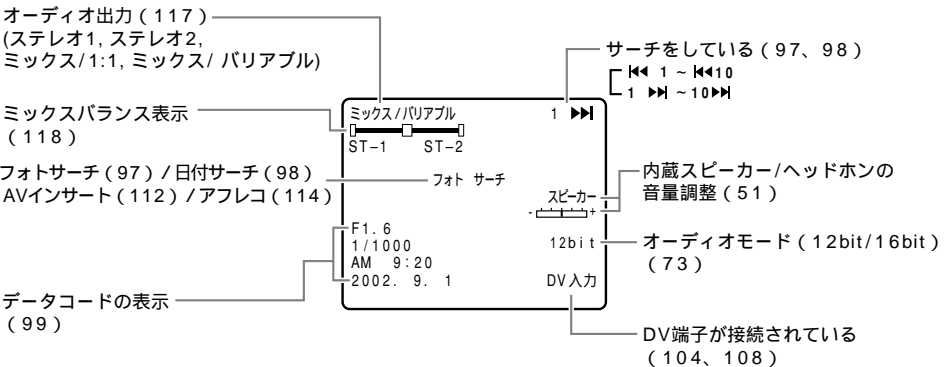 オーディオ出力（117）
(ステレオ1, ステレオ2,
ミックス/1:1, ミックス/ バリアブル)
ミックスバランス表示
（118）
フォトサーチ（97）/日付サーチ（98）
AVインサート（112）/アフレコ（114）
データコードの表示
（99）
ミックス/バリアブル
ST-1 ST-2
1 ▶▶|
フォト サーチ
スピーカー
- +
F1.6
1/1000
AM 9:20
2002. 9. 1
12bit
DV入力
サーチをしている（97、98）
|◀◀ 1 ~ |◀◀10
1 ▶▶| ~10▶▶|
内蔵スピーカー/ヘッドホンの
音量調整（51）
オーディオモード（12bit/16bit）
（73）
DV端子が接続されている
（104、108）